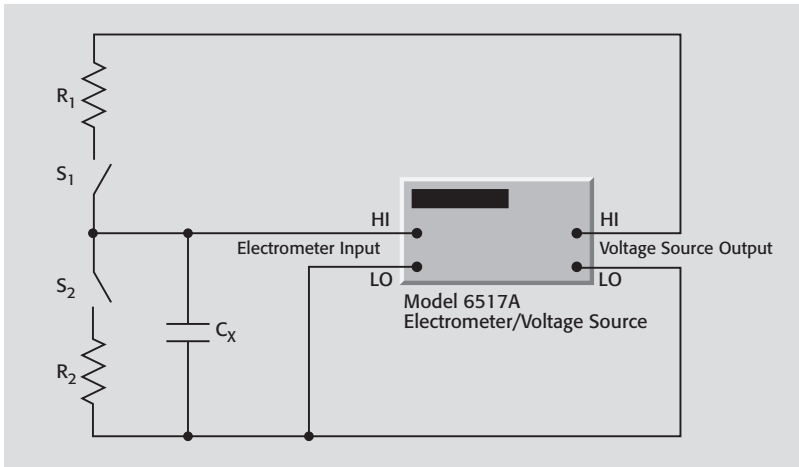 R1
S1
HI
HI
Electrometer Input
Voltage Source Output
LO
LO
S2
Model 6517A
Electrometer/Voltage Source
CX
R2